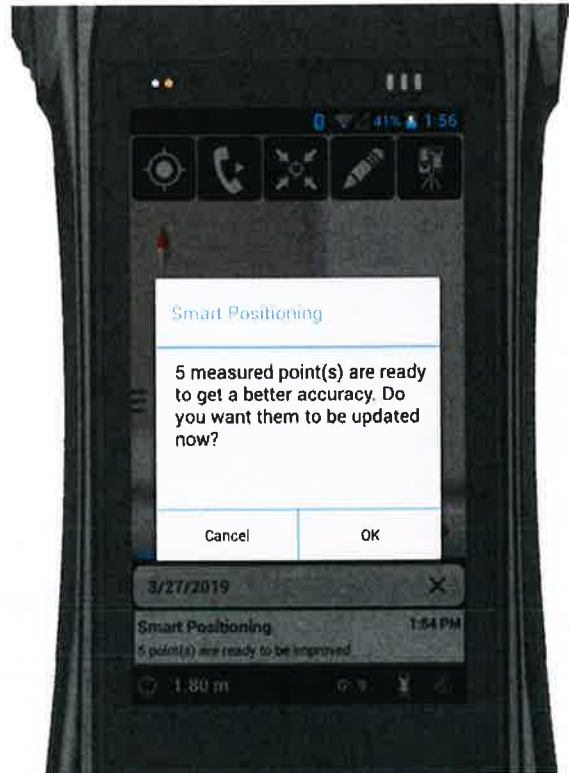 41% 1:56
Smart Positioning
5 measured point(s) are ready
to get a better accuracy. Do
you want them to be updated
now?
Cancel OK
3/27/2019
Smart Positioning 1:54 PM
5 point(s) are ready to be improved
1.80 m G: 9